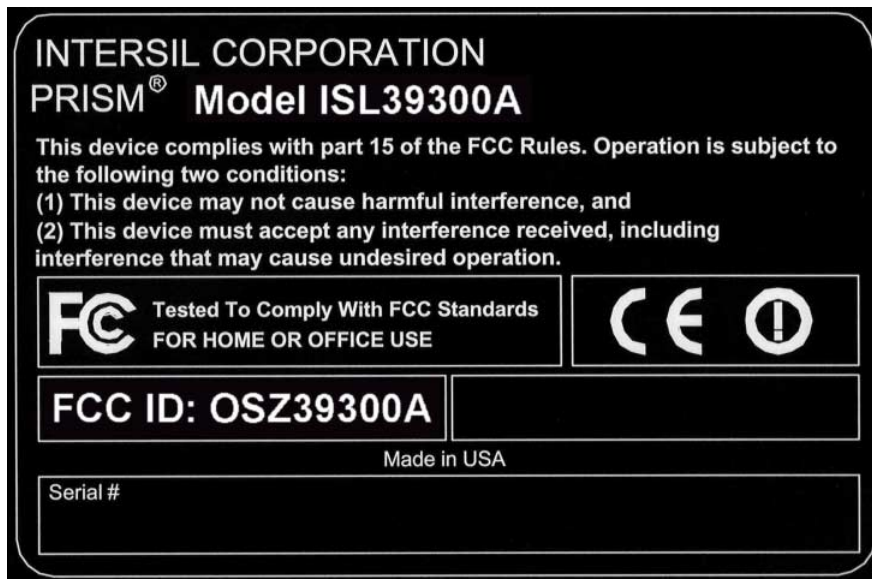 INTERSIL CORPORATION
PRISM® Model ISL39300A
This device complies with part 15 of the FCC Rules. Operation is subject to
the following two conditions:
(1) This device may not cause harmful interference, and
(2) This device must accept any interference received, including
interference that may cause undesired operation.
FC Tested To Comply With FCC Standards
FOR HOME OR OFFICE USE
CE
FCC ID: OSZ39300A
Made in USA
Serial #